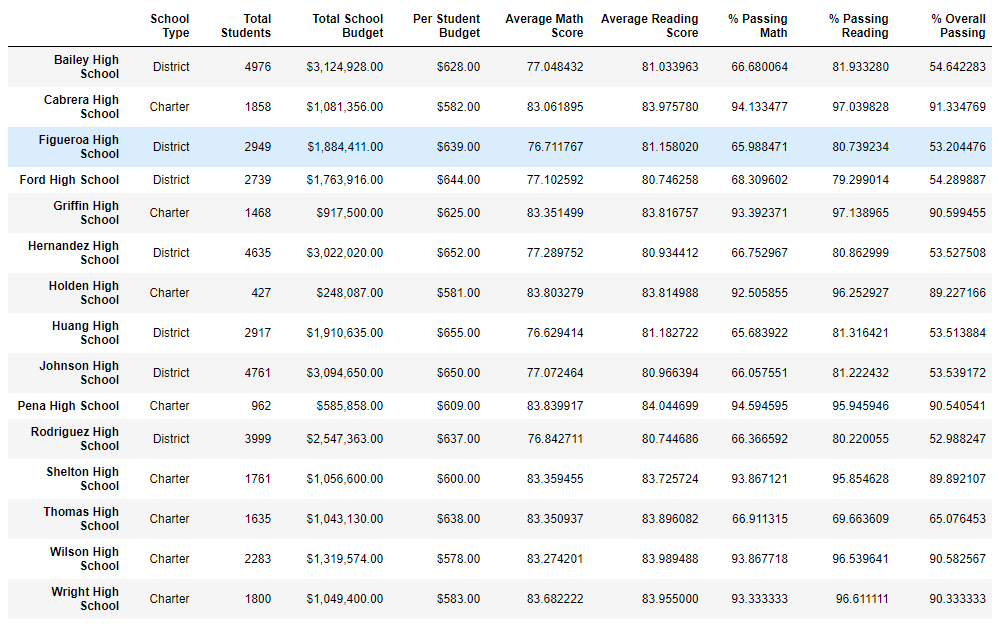 School Type Total Students Total School Budget Per Student Budget Average Math Score Average Reading Score % Passing Math % Passing Reading % Overall Passing
Bailey High School District 4976 $3,124,928.00 $628.00 77.048432 81.033963 66.680064 81.933280 54.642283
Cabrera High School Charter 1858 $1,081,356.00 $582.00 83.061895 83.975780 94.133477 97.039828 91.334769
Figueroa High School District 2949 $1,884,411.00 $639.00 76.711767 81.158020 65.988471 80.739234 53.204476
Ford High School District 2739 $1,763,916.00 $644.00 77.102592 80.746258 68.309602 79.299014 54.289887
Griffin High School Charter 1468 $917,500.00 $625.00 83.351499 83.816757 93.392371 97.138965 90.599455
Hernandez High School District 4635 $3,022,020.00 $652.00 77.289752 80.934412 66.752967 80.862999 53.527508
Holden High School Charter 427 $248,087.00 $581.00 83.803279 83.814988 92.505855 96.252927 89.227166
Huang High School District 2917 $1,910,635.00 $655.00 76.629414 81.182722 65.683922 81.316421 53.513884
Johnson High School District 4761 $3,094,650.00 $650.00 77.072464 80.966394 66.057551 81.222432 53.539172
Pena High School Charter 962 $585,858.00 $609.00 83.839917 84.044699 94.594595 95.945946 90.540541
Rodriguez High School District 3999 $2,547,363.00 $637.00 76.842711 80.744686 66.366592 80.220055 52.988247
Shelton High School Charter 1761 $1,056,600.00 $600.00 83.359455 83.725724 93.867121 95.854628 89.892107
Thomas High School Charter 1635 $1,043,130.00 $638.00 83.350937 83.896082 66.911315 69.663609 65.076453
Wilson High School Charter 2283 $1,319,574.00 $578.00 83.274201 83.989488 93.867718 96.539641 90.582567
Wright High School Charter 1800 $1,049,400.00 $583.00 83.682222 83.955000 93.333333 96.611111 90.333333